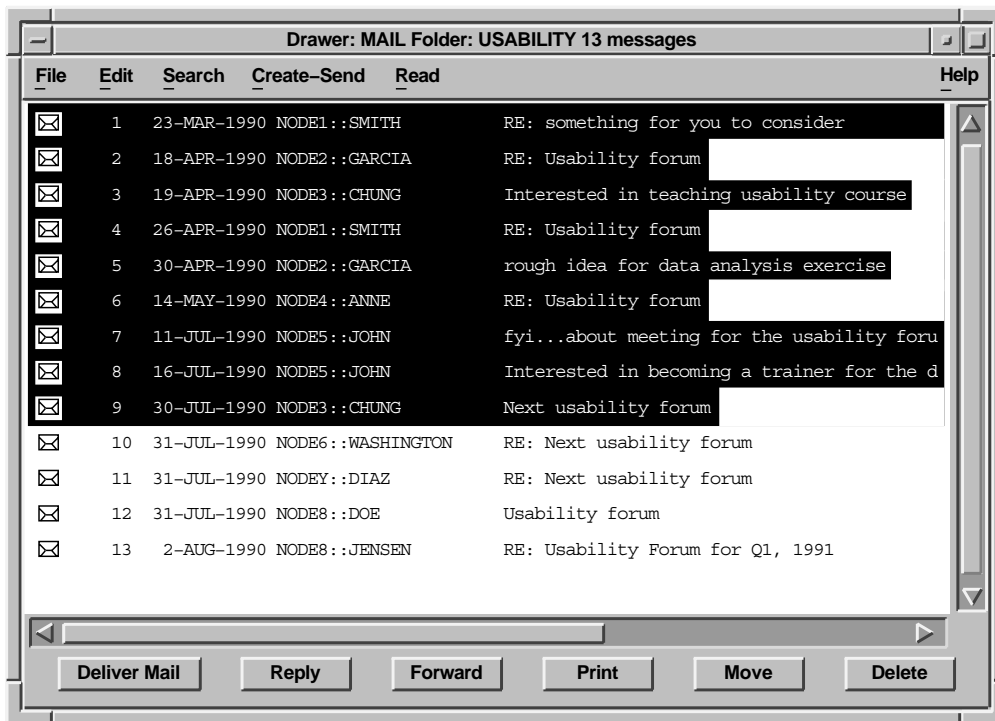 Drawer: MAIL Folder: USABILITY 13 messages
File Edit Search Create–Send Read Help
1 23–MAR–1990 NODE1::SMITH RE: something for you to consider
2 18–APR–1990 NODE2::GARCIA RE: Usability forum
3 19–APR–1990 NODE3::CHUNG Interested in teaching usability course
4 26–APR–1990 NODE1::SMITH RE: Usability forum
5 30–APR–1990 NODE2::GARCIA rough idea for data analysis exercise
6 14–MAY–1990 NODE4::ANNE RE: Usability forum
7 11–JUL–1990 NODE5::JOHN fyi...about meeting for the usability foru
8 16–JUL–1990 NODE5::JOHN Interested in becoming a trainer for the d
9 30–JUL–1990 NODE3::CHUNG Next usability forum
10 31–JUL–1990 NODE6::WASHINGTON RE: Next usability forum
11 31–JUL–1990 NODEY::DIAZ RE: Next usability forum
12 31–JUL–1990 NODE8::DOE Usability forum
13 2–AUG–1990 NODE8::JENSEN RE: Usability Forum for Q1, 1991
Deliver Mail Reply Forward Print Move Delete